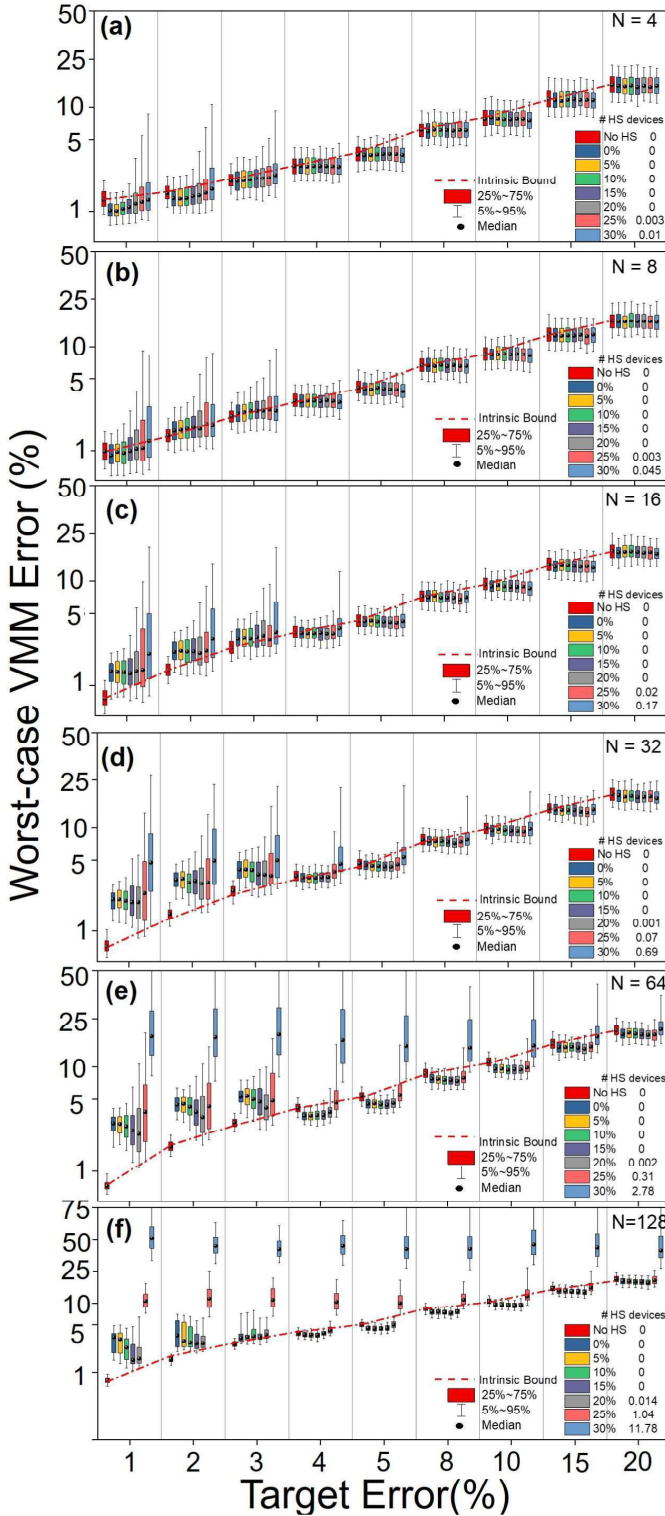 Worst-case VMM Error (%)
(a)
N = 4
50
25
10
5
1
# HS devices
No HS 0
0% 0
5% 0
10% 0
15% 0
20% 0
25% 0.003
30% 0.01
Intrinsic Bound
25%~75%
5%~95%
Median
(b)
N = 8
50
25
10
5
1
# HS devices
No HS 0
0% 0
5% 0
10% 0
15% 0
20% 0
25% 0.003
30% 0.045
Intrinsic Bound
25%~75%
5%~95%
Median
(c)
N = 16
50
25
10
5
1
# HS devices
No HS 0
0% 0
5% 0
10% 0
15% 0
20% 0
25% 0.02
30% 0.17
Intrinsic Bound
25%~75%
5%~95%
Median
(d)
N = 32
50
25
10
5
1
# HS devices
No HS 0
0% 0
5% 0
10% 0
15% 0
20% 0.001
25% 0.07
30% 0.69
Intrinsic Bound
25%~75%
5%~95%
Median
(e)
N = 64
50
25
10
5
1
# HS devices
No HS 0
0% 0
5% 0
10% 0
15% 0
20% 0.002
25% 0.31
30% 2.78
Intrinsic Bound
25%~75%
5%~95%
Median
(f)
N=128
75
50
25
10
5
1
# HS devices
No HS 0
0% 0
5% 0
10% 0
15% 0
20% 0.014
25% 1.04
30% 11.78
Intrinsic Bound
25%~75%
5%~95%
Median
1 2 3 4 5 8 10 15 20
Target Error(%)